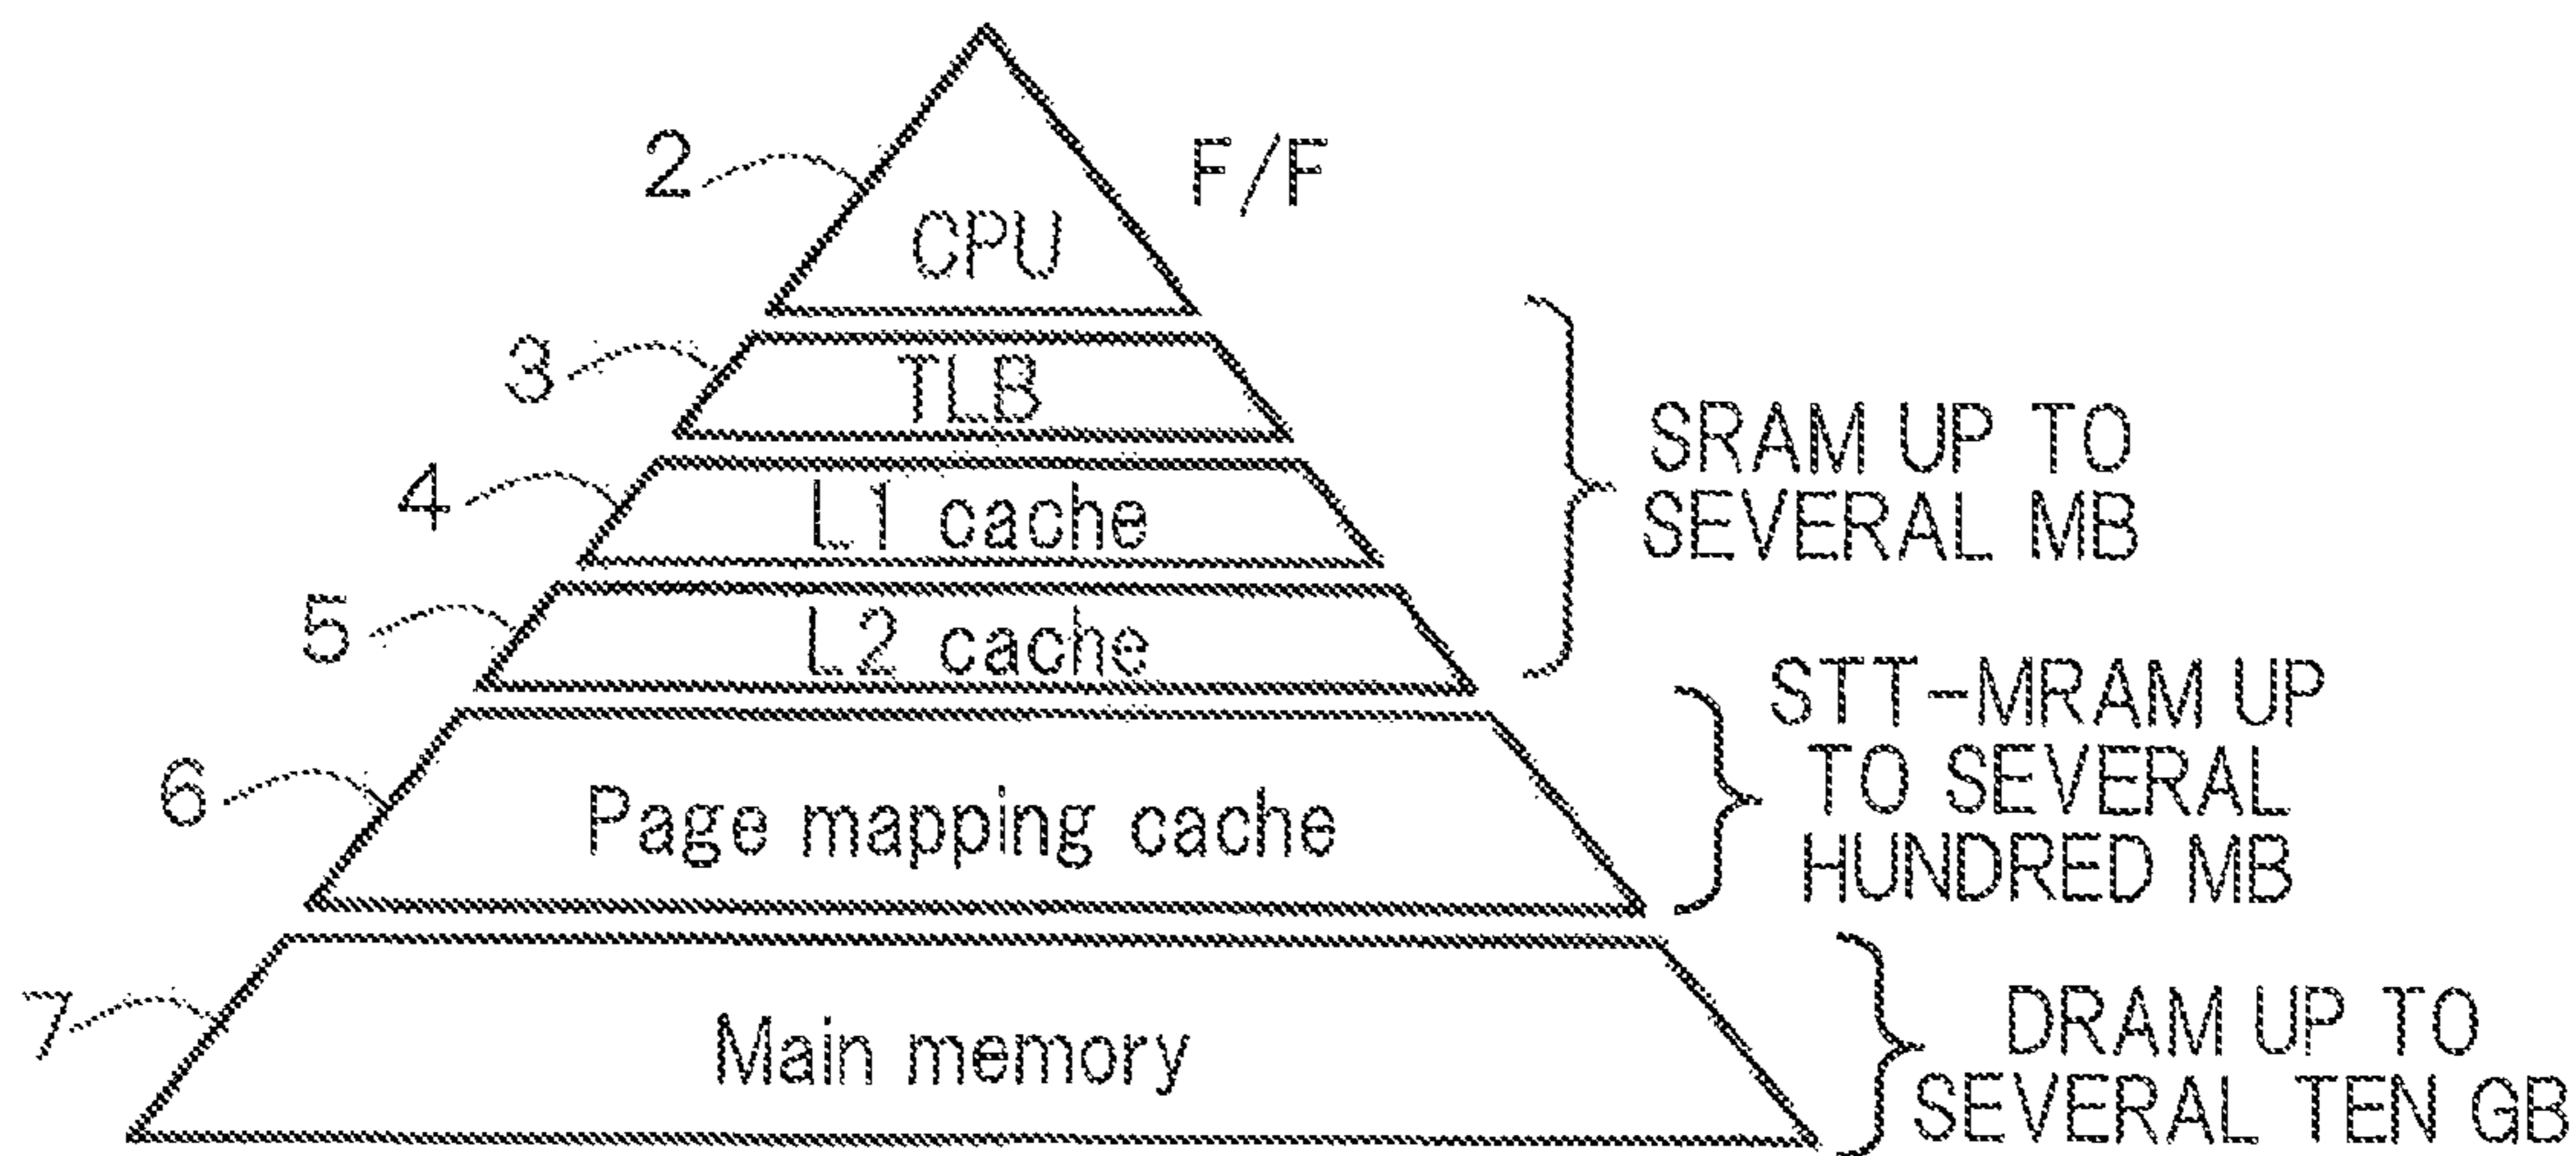 2
F/F
CPU
3
TLB
4
L1 cache
SRAM UP TO
SEVERAL MB
5
L2 cache
6
Page mapping cache
STT-MRAM UP
TO SEVERAL
HUNDRED MB
7
Main memory
DRAM UP TO
SEVERAL TEN GB